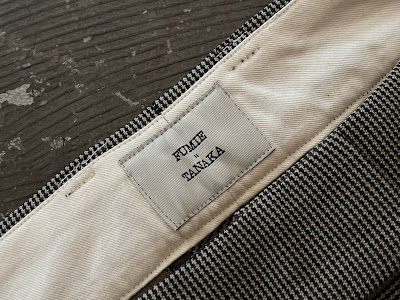 FUMIE
=
TANAKA